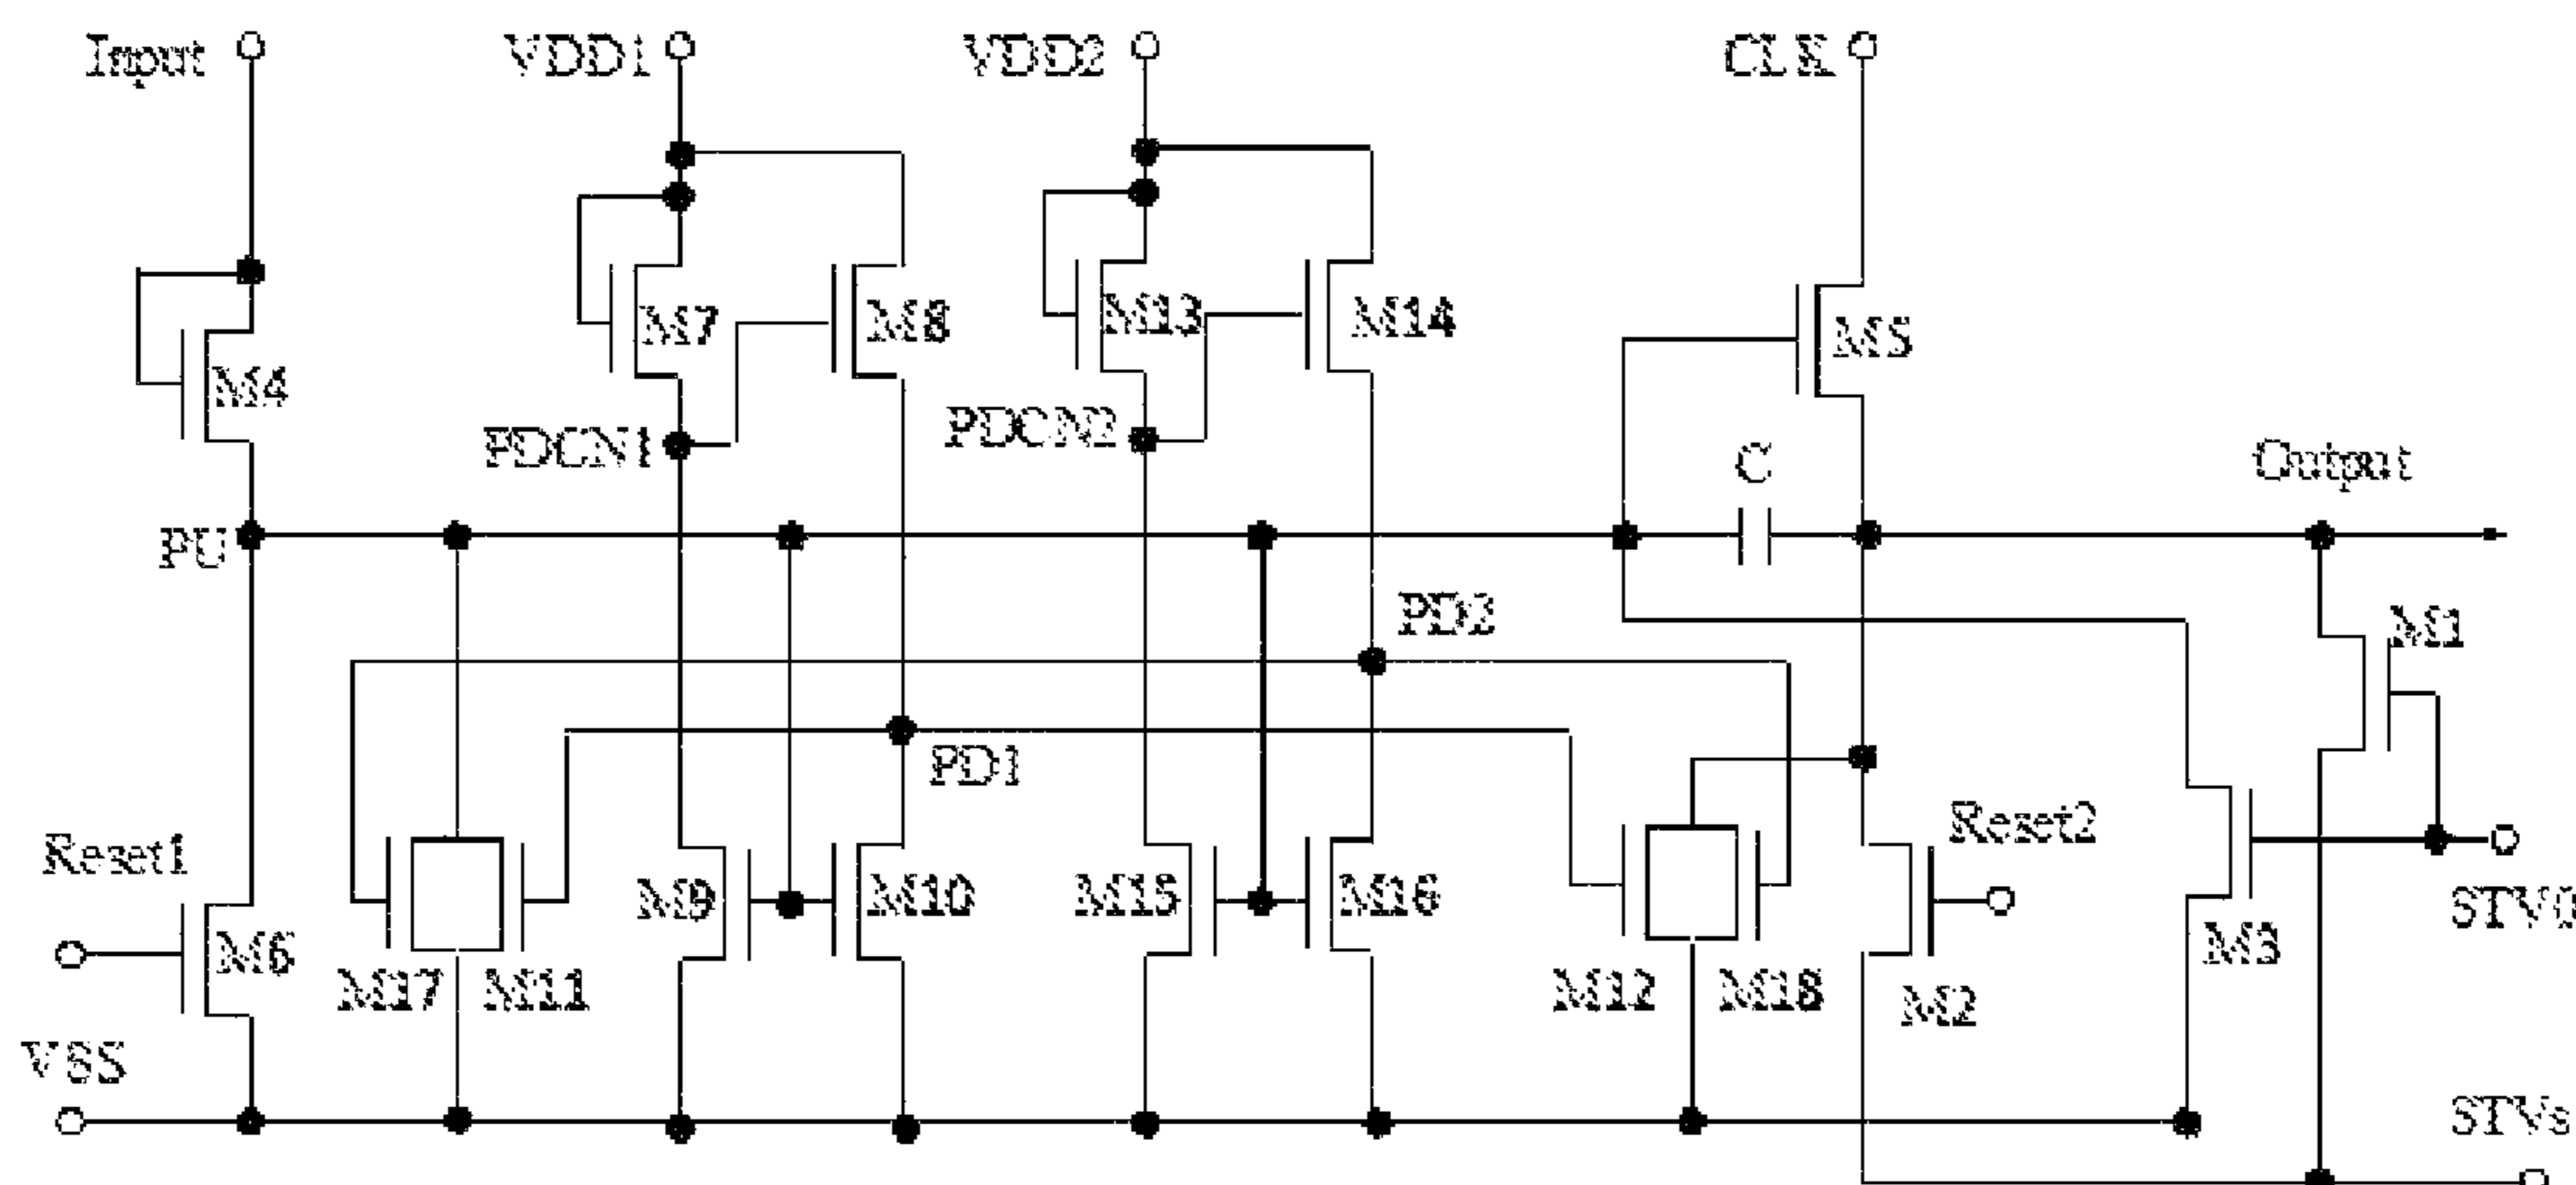 Input
VDD1
VDD2
CLK
M7
M8
M13
M14
M5
M4
PDCN1
PDCN2
C
Output
PU
PD2
M1
PD1
Reset1
Reset2
M9
M10
M15
M16
STV0
M6
M3
M17
M11
M12
M18
M2
VSS
STVs